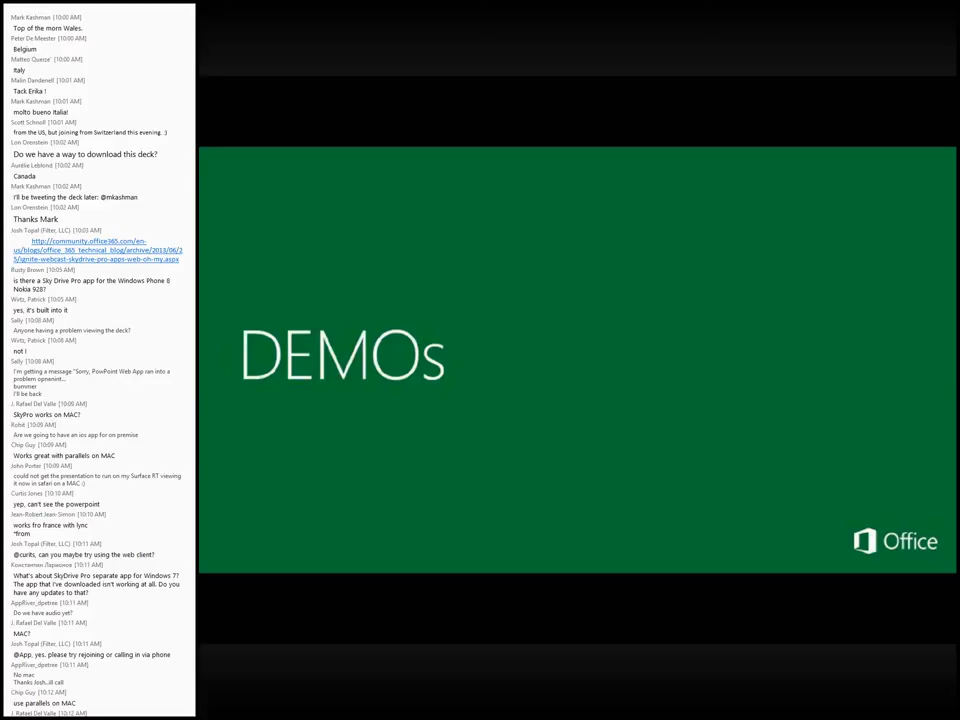 Mark Kashman [10:00 AM]
Top of the morn Wales.
Peter De Meester [10:00 AM]
Belgium
Matteo Querze' [10:00 AM]
Italy
Malin Dandenell [10:01 AM]
Tack Erika !
Mark Kashman [10:01 AM]
molto bueno Italia!
Scott Schnoll [10:01 AM]
from the US, but joining from Switzerland this evening. :)
Lon Orenstein [10:02 AM]
Do we have a way to download this deck?
Aurélie Leblond [10:02 AM]
Canada
Mark Kashman [10:02 AM]
I'll be tweeting the deck later: @mkashman
Lon Orenstein [10:02 AM]
Thanks Mark
Josh Topal (Filter, LLC) [10:03 AM]
http://community.office365.com/en-
us/blogs/office_365_technical_blog/archive/2013/06/2
5/ignite-webcast-skydrive-pro-apps-web-oh-my.aspx
Rusty Brown [10:05 AM]
is there a Sky Drive Pro app for the Windows Phone 8
Nokia 928?
Wirtz, Patrick [10:05 AM]
yes, it's built into it
Sally [10:08 AM]
Anyone having a problem viewing the deck?
Wirtz, Patrick [10:08 AM]
not I
Sally [10:08 AM]
I'm getting a message "Sorry, PowPoint Web App ran into a
problem opnenint...
bummer
I'll be back
J. Rafael Del Valle [10:09 AM]
SkyPro works on MAC?
Rohit [10:09 AM]
Are we going to have an ios app for on premise
Chip Guy [10:09 AM]
Works great with parallels on MAC
John Porter [10:09 AM]
could not get the presentation to run on my Surface RT viewing
it now in safari on a MAC :)
Curtis Jones [10:10 AM]
yep, can't see the powerpoint
Jean-Robert Jean-Simon [10:10 AM]
works fro france with lync
*from
Josh Topal (Filter, LLC) [10:11 AM]
@curits, can you maybe try using the web client?
Константин Ларионов [10:11 AM]
What's about SkyDrive Pro separate app for Windows 7?
The app that I've downloaded isn't working at all. Do you
have any updates to that?
AppRiver_dpetree [10:11 AM]
Do we have audio yet?
J. Rafael Del Valle [10:11 AM]
MAC?
Josh Topal (Filter, LLC) [10:11 AM]
@App, yes. please try rejoining or calling in via phone
AppRiver_dpetree [10:11 AM]
No mac
Thanks Josh...ill call
Chip Guy [10:12 AM]
use parallels on MAC
J. Rafael Del Valle [10:12 AM]
DEMOs
Office